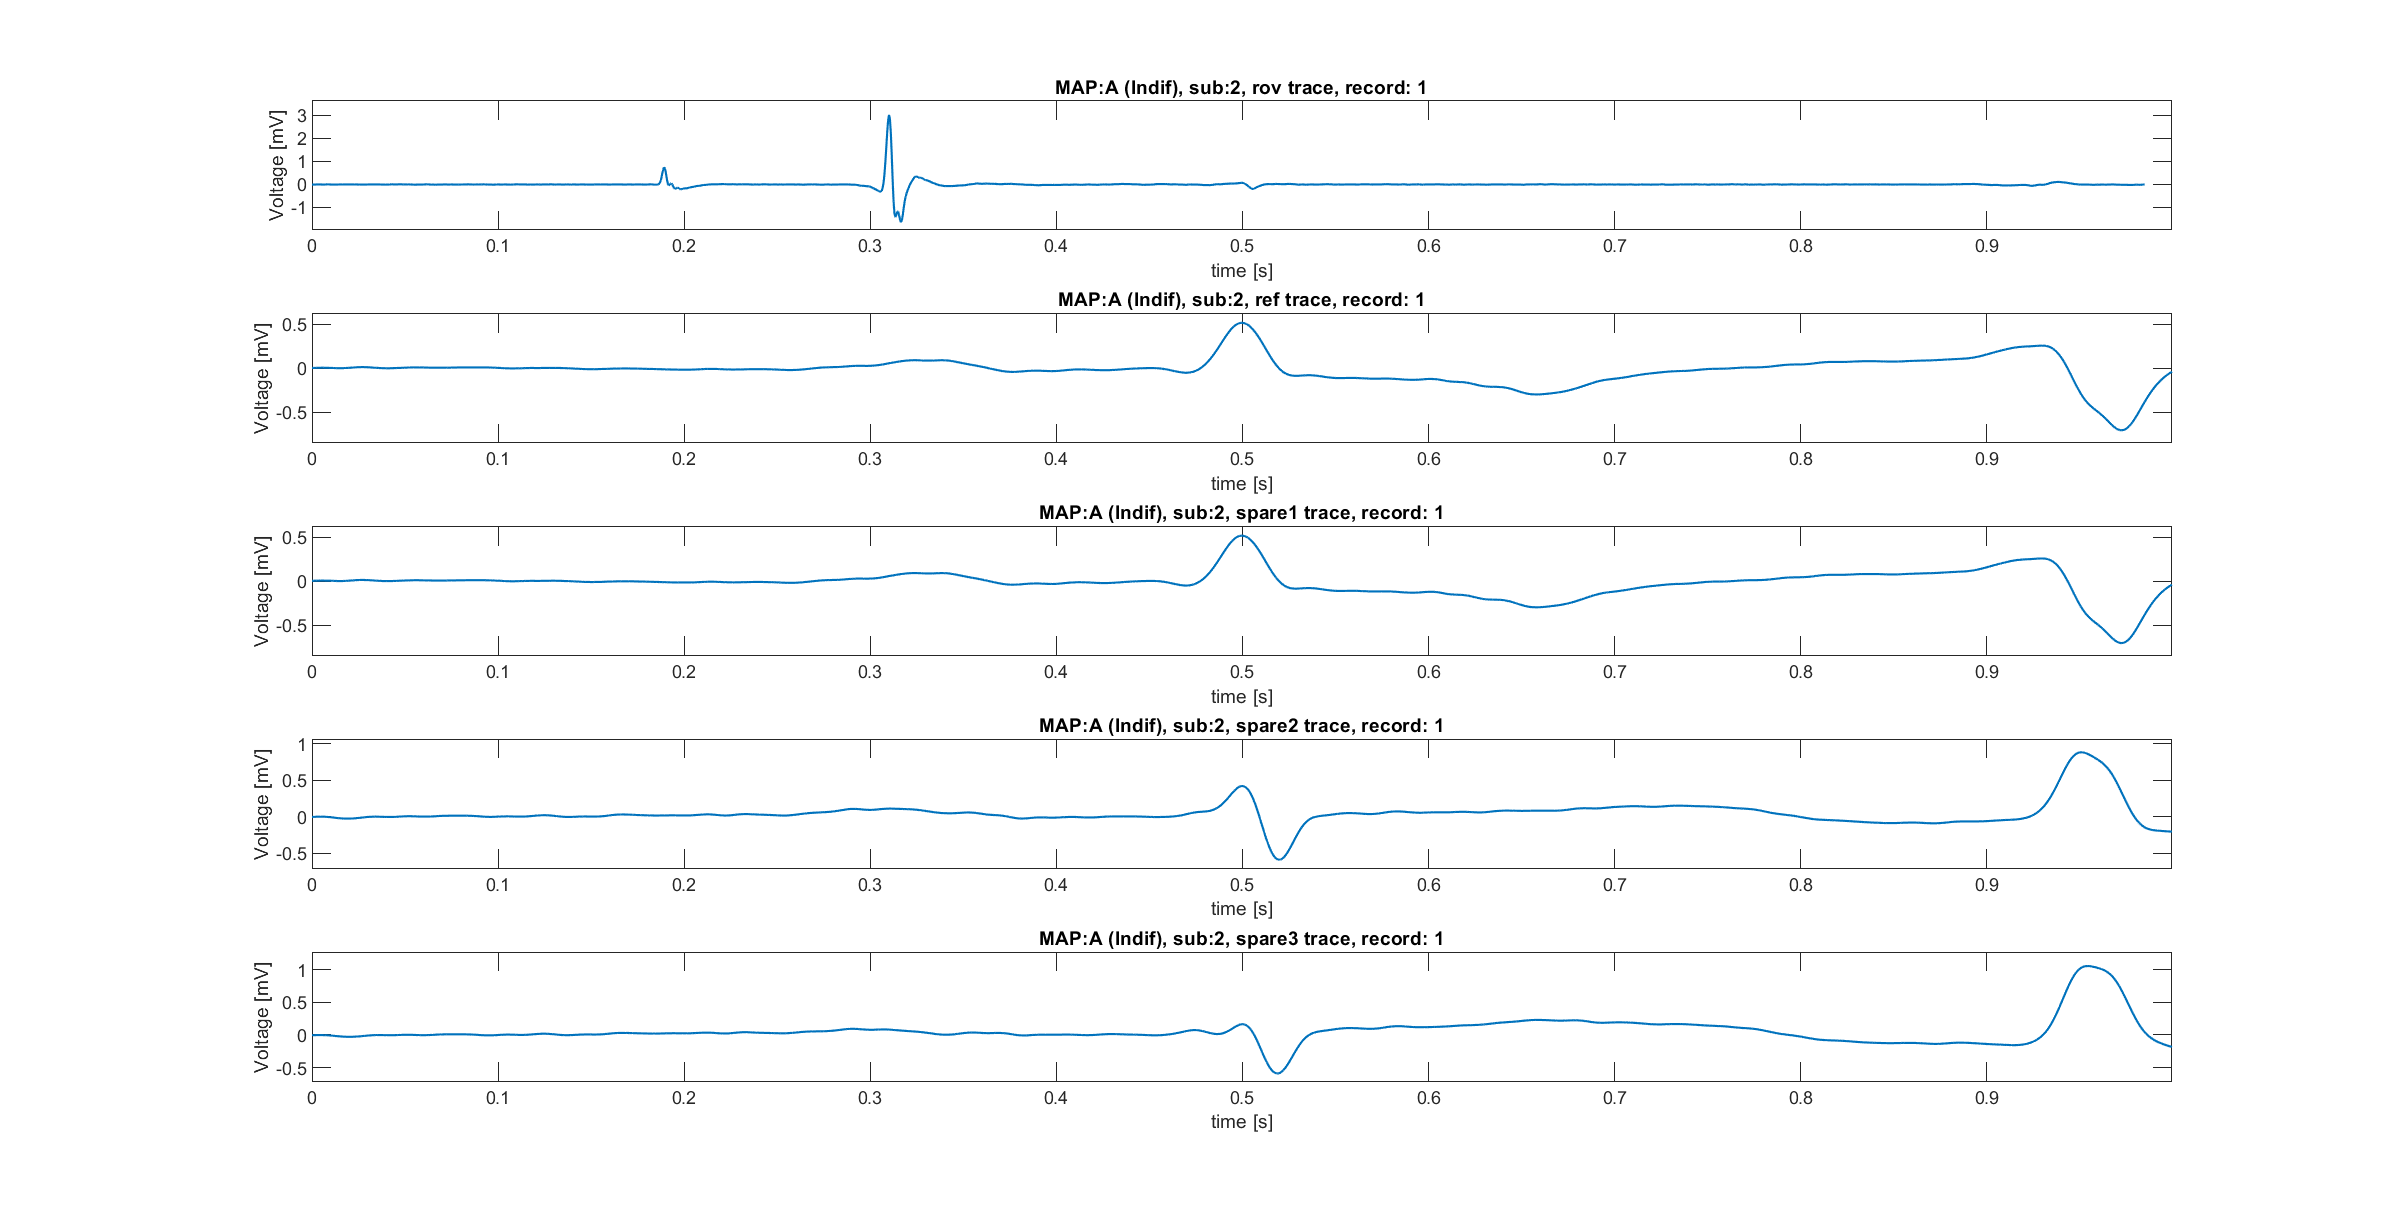 MAP:A (Indif), sub:2, rov trace, record: 1
Voltage [mV]
3
2
1
0
-1
0 0.1 0.2 0.3 0.4 0.5 0.6 0.7 0.8 0.9
time [s]
MAP:A (Indif), sub:2, ref trace, record: 1
Voltage [mV]
0.5
0
-0.5
0 0.1 0.2 0.3 0.4 0.5 0.6 0.7 0.8 0.9
time [s]
MAP:A (Indif), sub:2, spare1 trace, record: 1
Voltage [mV]
0.5
0
-0.5
0 0.1 0.2 0.3 0.4 0.5 0.6 0.7 0.8 0.9
time [s]
MAP:A (Indif), sub:2, spare2 trace, record: 1
Voltage [mV]
1
0.5
0
-0.5
0 0.1 0.2 0.3 0.4 0.5 0.6 0.7 0.8 0.9
time [s]
MAP:A (Indif), sub:2, spare3 trace, record: 1
Voltage [mV]
1
0.5
0
-0.5
0 0.1 0.2 0.3 0.4 0.5 0.6 0.7 0.8 0.9
time [s]